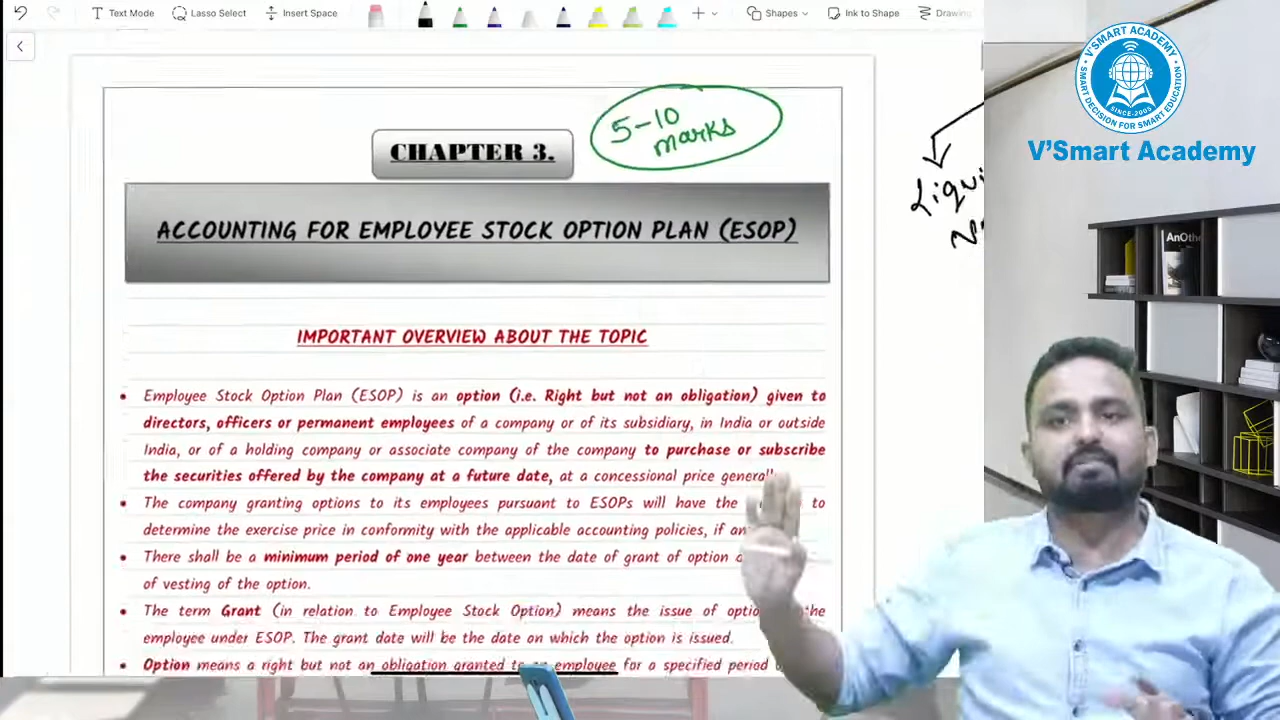 Text Mode
Lasso Select
Insert Space
Shapes
Ink to Shape
Drawing
5-10
marks
CHAPTER 3.
ACCOUNTING FOR EMPLOYEE STOCK OPTION PLAN (ESOP)
IMPORTANT OVERVIEW ABOUT THE TOPIC
• Employee Stock Option Plan (ESOP) is an option (i.e. Right but not an obligation) given to
directors, officers or permanent employees of a company or of its subsidiary, in India or outside
India, or of a holding company or associate company of the company to purchase or subscribe
the securities offered by the company at a future date, at a concessional price generally
• The company granting options to its employees pursuant to ESOPs will have the to
determine the exercise price in conformity with the applicable accounting policies, if
• There shall be a minimum period of one year between the date of grant of option
of vesting of the option.
• The term Grant (in relation to Employee Stock Option) means the issue of the
employee under ESOP. The grant date will be the date on which the option is issued.
• Option means a right but not an obligation granted to an employee for a specified period
V'SMART ACADEMY
SINCE-2005
SMART DECISION FOR SMART EDUCATION
V'Smart Academy